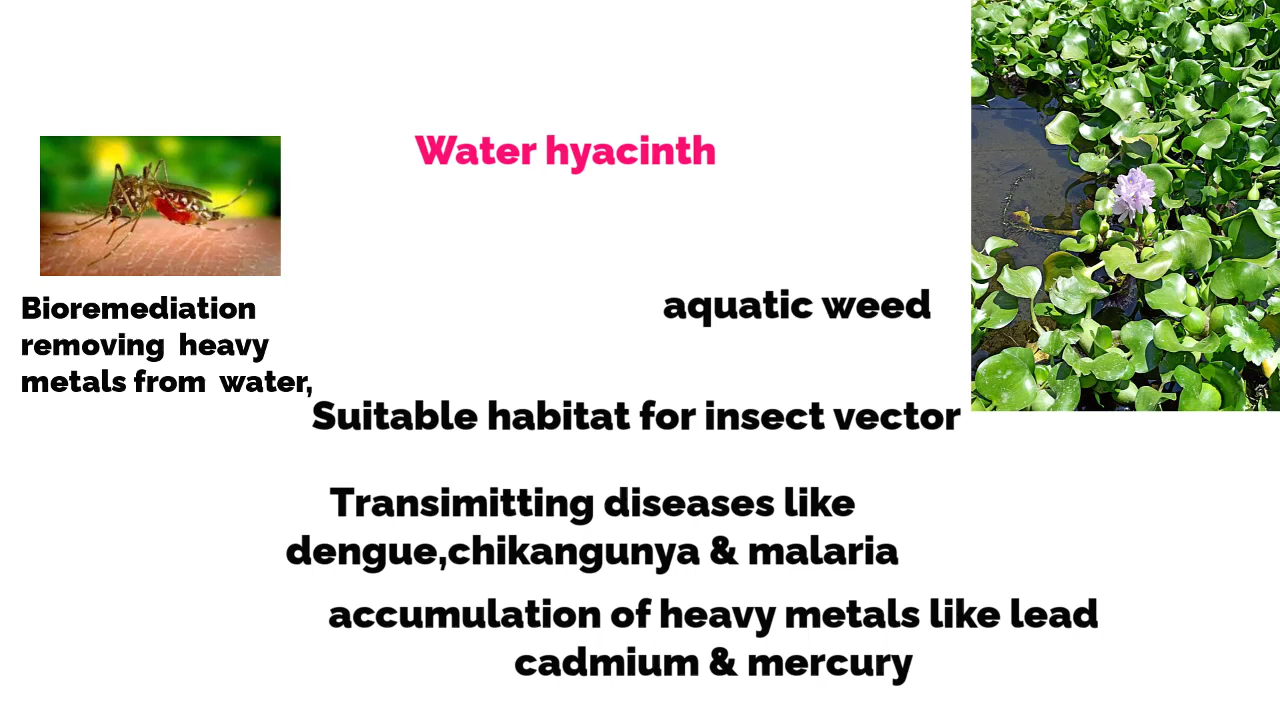 Water hyacinth
aquatic weed
Bioremediation
removing heavy
metals from water,
Suitable habitat for insect vector
Transimitting diseases like
dengue,chikangunya & malaria
accumulation of heavy metals like lead
cadmium & mercury